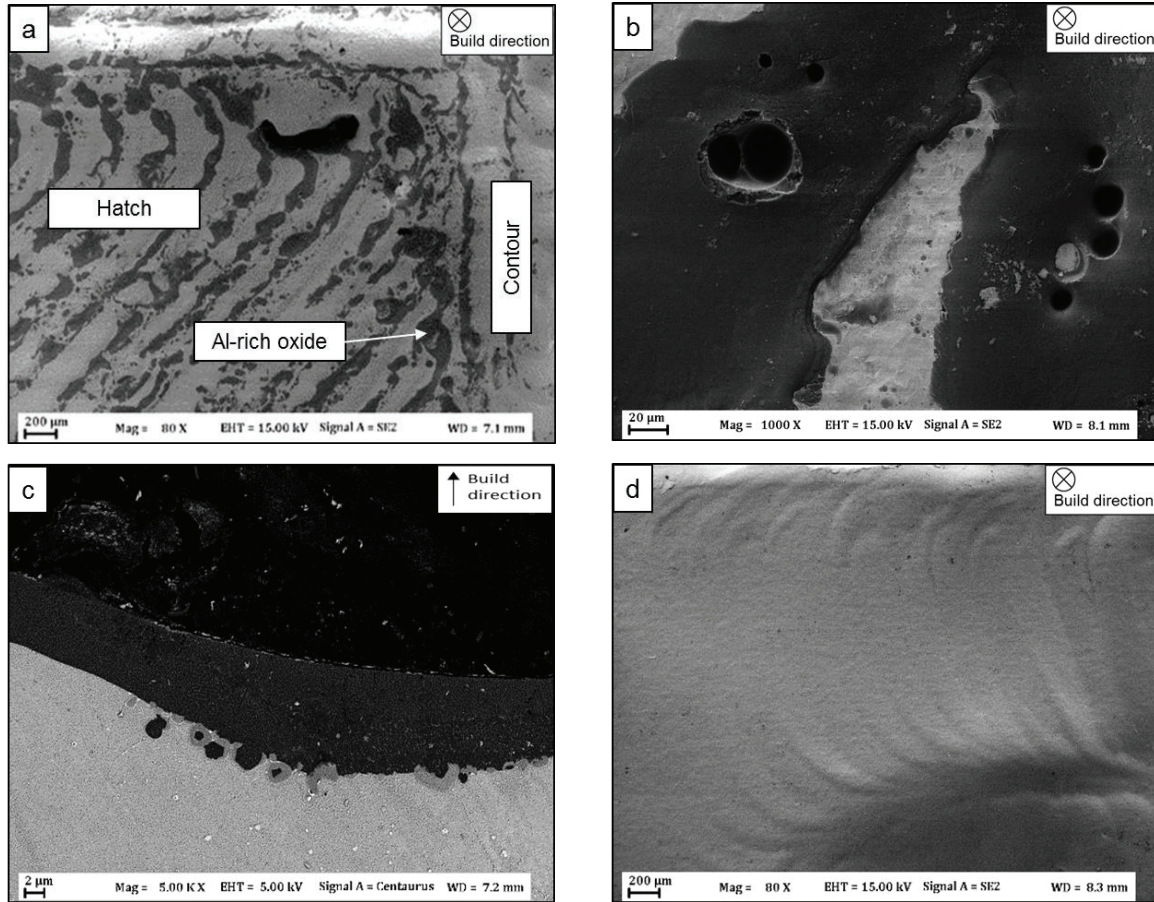 a
Build direction
Hatch
Contour
Al-rich oxide
200 µm
Mag = 80 X EHT = 15.00 kV Signal A = SE2 WD = 7.1 mm
b
Build direction
20 µm
Mag = 1000 X EHT = 15.00 kV Signal A = SE2 WD = 8.1 mm
c
Build
direction
2 µm
Mag = 5.00 K X EHT = 5.00 kV Signal A = Centaurus WD = 7.2 mm
d
Build direction
200 µm
Mag = 80 X EHT = 15.00 kV Signal A = SE2 WD = 8.3 mm